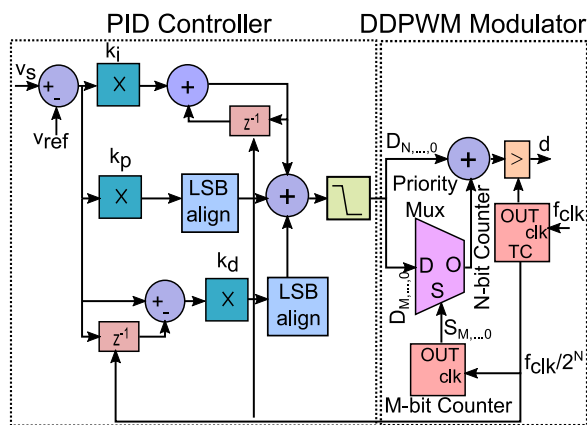 PID Controller
DDPWM Modulator
v_s
+
-
v_ref
k_i
X
+
z⁻¹
k_p
X
LSB
align
+
k_d
+
-
X
LSB
align
z⁻¹
D_N,...,0
+
>
d
Priority
Mux
D
O
S
D_M,...0
N-bit Counter
OUT
clk
TC
f_clk
S_M,...0
OUT
clk
M-bit Counter
f_clk/2^N